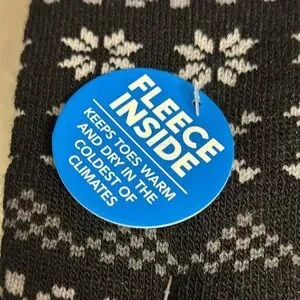 FLEECE
INSIDE
KEEPS TOES WARM
AND DRY IN THE
COLDEST OF
CLIMATES